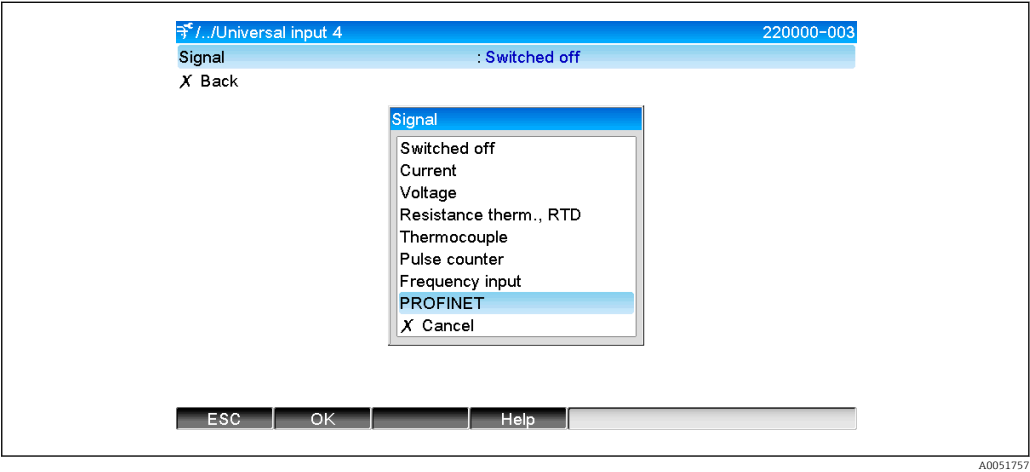 /../Universal input 4 220000-003
Signal : Switched off
X Back
Signal
Switched off
Current
Voltage
Resistance therm., RTD
Thermocouple
Pulse counter
Frequency input
PROFINET
X Cancel
ESC OK Help
A0051757